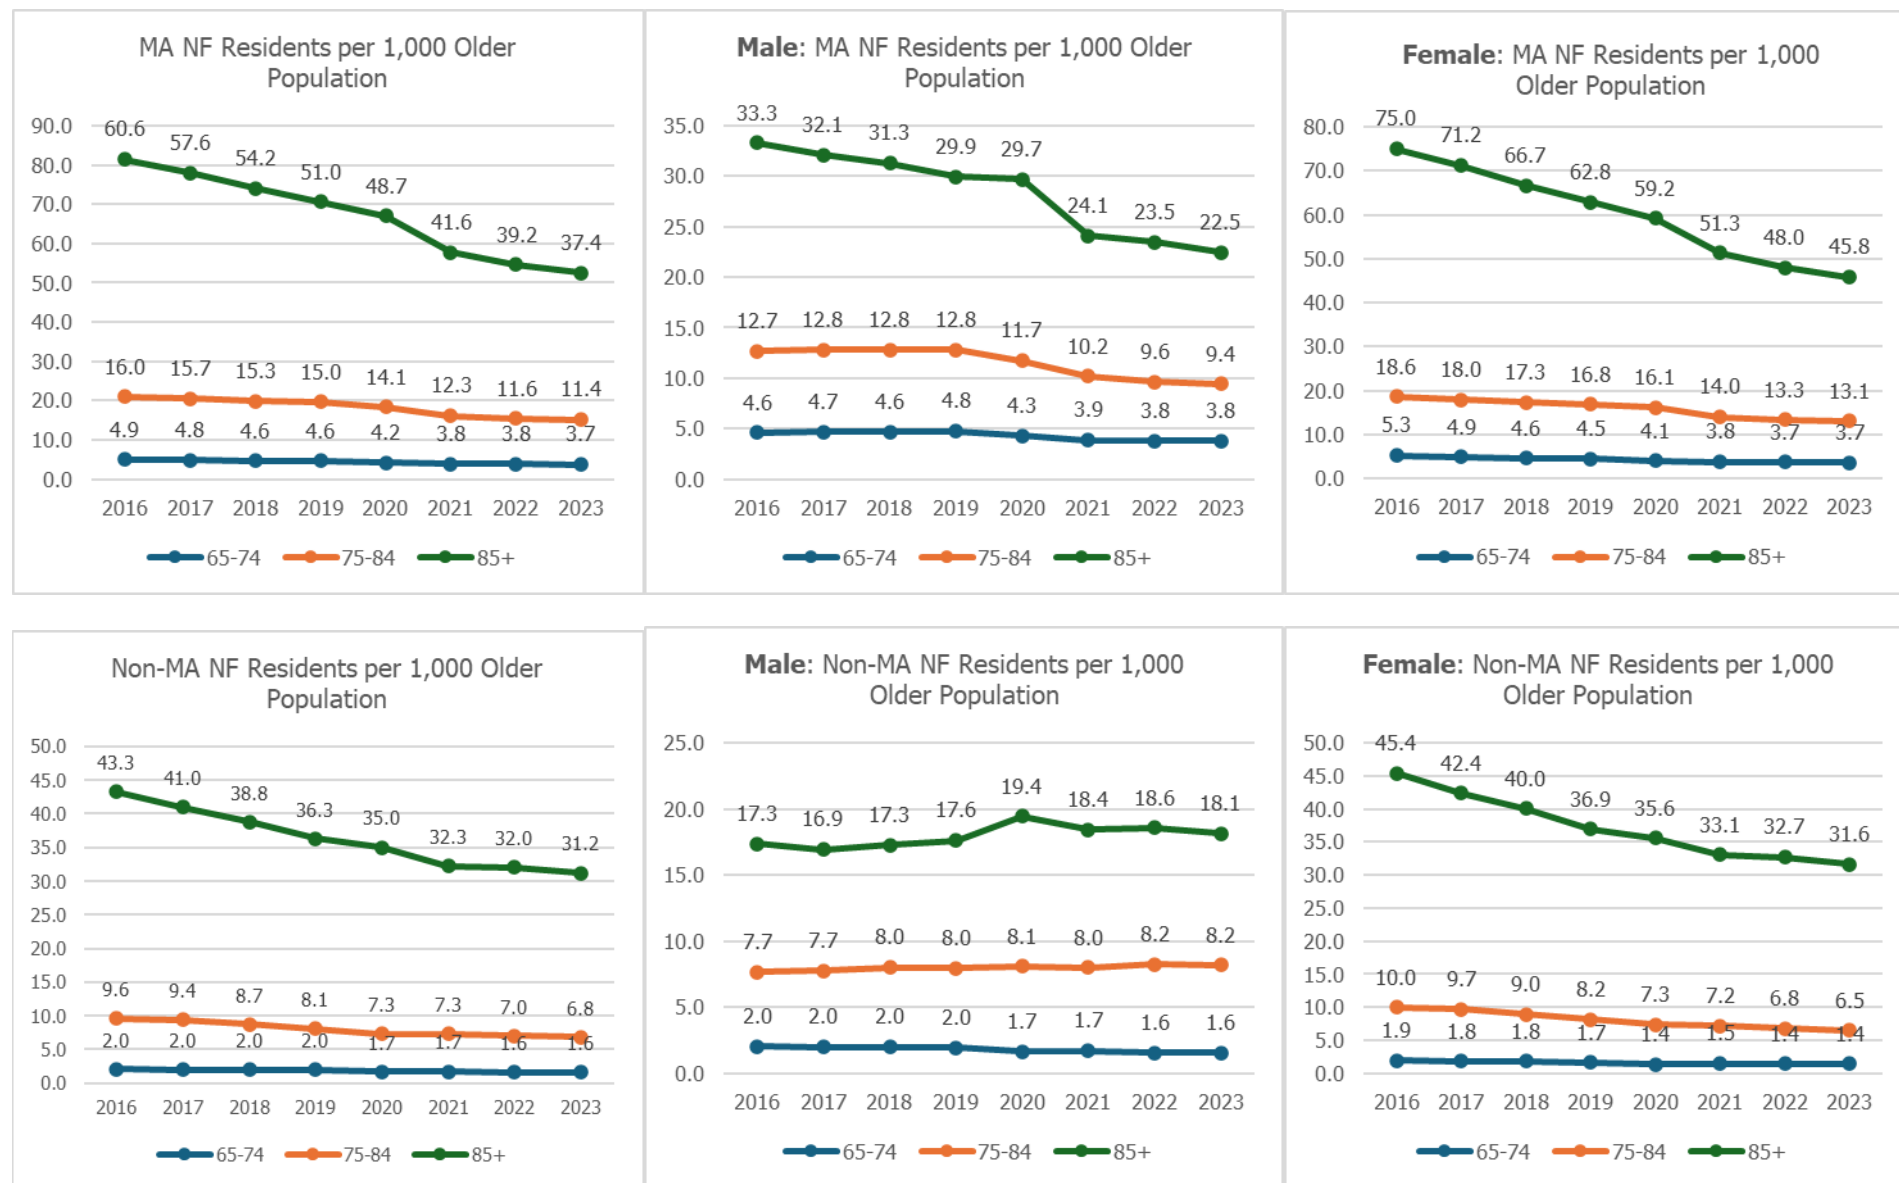 MA NF Residents per 1,000 Older
Population
90.0
80.0
70.0
60.0
50.0
40.0
30.0
20.0
10.0
0.0
60.6 57.6 54.2 51.0 48.7 41.6 39.2 37.4
16.0 15.7 15.3 15.0 14.1 12.3 11.6 11.4
4.9 4.8 4.6 4.6 4.2 3.8 3.8 3.7
2016 2017 2018 2019 2020 2021 2022 2023
65-74 75-84 85+
Male: MA NF Residents per 1,000 Older
Population
35.0
30.0
25.0
20.0
15.0
10.0
5.0
0.0
33.3 32.1 31.3 29.9 29.7 24.1 23.5 22.5
12.7 12.8 12.8 12.8 11.7 10.2 9.6 9.4
4.6 4.7 4.6 4.8 4.3 3.9 3.8 3.8
2016 2017 2018 2019 2020 2021 2022 2023
65-74 75-84 85+
Female: MA NF Residents per 1,000
Older Population
80.0
70.0
60.0
50.0
40.0
30.0
20.0
10.0
0.0
75.0 71.2 66.7 62.8 59.2 51.3 48.0 45.8
18.6 18.0 17.3 16.8 16.1 14.0 13.3 13.1
5.3 4.9 4.6 4.5 4.1 3.8 3.7 3.7
2016 2017 2018 2019 2020 2021 2022 2023
65-74 75-84 85+
Non-MA NF Residents per 1,000 Older
Population
50.0
45.0
40.0
35.0
30.0
25.0
20.0
15.0
10.0
5.0
0.0
43.3 41.0 38.8 36.3 35.0 32.3 32.0 31.2
9.6 9.4 8.7 8.1 7.3 7.3 7.0 6.8
2.0 2.0 2.0 2.0 1.7 1.7 1.6 1.6
2016 2017 2018 2019 2020 2021 2022 2023
65-74 75-84 85+
Male: Non-MA NF Residents per 1,000
Older Population
25.0
20.0
15.0
10.0
5.0
0.0
17.3 16.9 17.3 17.6 19.4 18.4 18.6 18.1
7.7 7.7 8.0 8.0 8.1 8.0 8.2 8.2
2.0 2.0 2.0 2.0 1.7 1.7 1.6 1.6
2016 2017 2018 2019 2020 2021 2022 2023
65-74 75-84 85+
Female: Non-MA NF Residents per 1,000
Older Population
50.0
45.0
40.0
35.0
30.0
25.0
20.0
15.0
10.0
5.0
0.0
45.4 42.4 40.0 36.9 35.6 33.1 32.7 31.6
10.0 9.7 9.0 8.2 7.3 7.2 6.8 6.5
1.9 1.8 1.8 1.7 1.4 1.5 1.4 1.4
2016 2017 2018 2019 2020 2021 2022 2023
65-74 75-84 85+